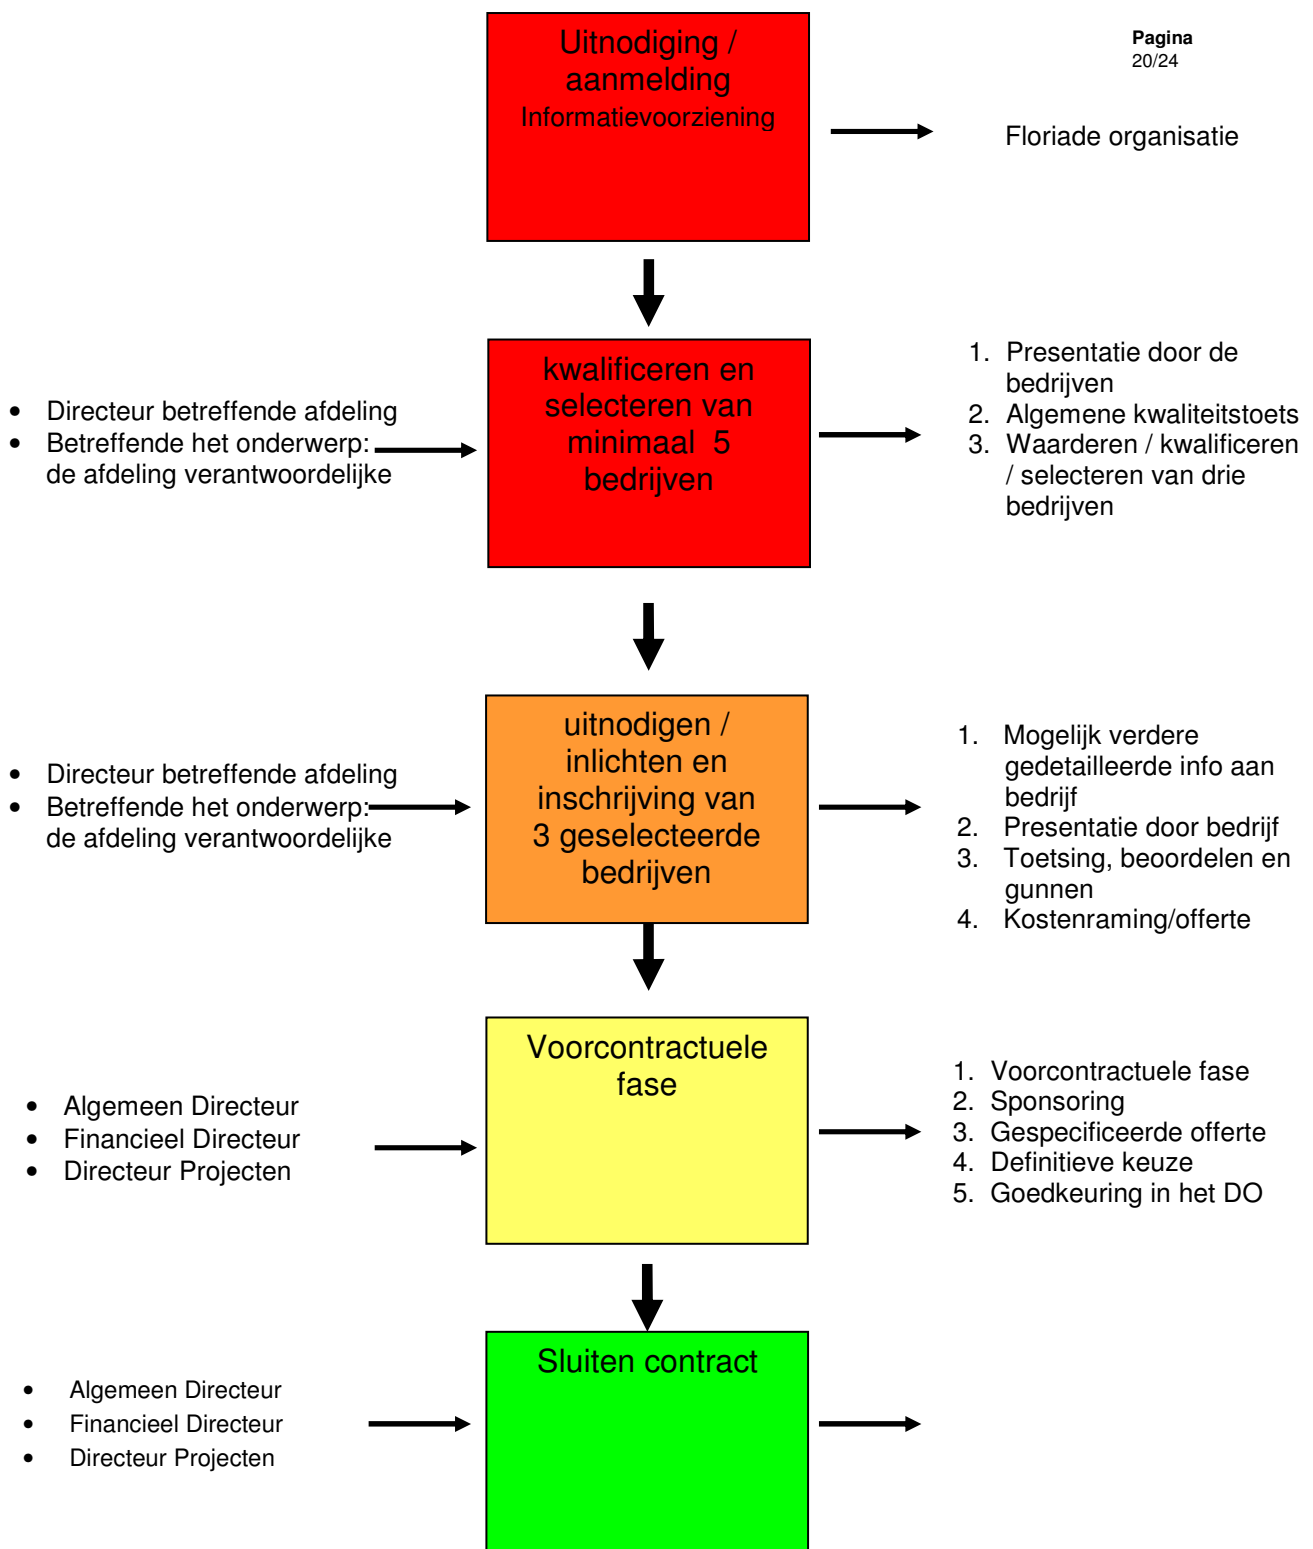 Pagina
20/24
Uitnodiging /
aanmelding
Informatievoorziening
Floriade organisatie
• Directeur betreffende afdeling
• Betreffende het onderwerp:
de afdeling verantwoordelijke
kwalificeren en
selecteren van
minimaal 5
bedrijven
1. Presentatie door de
bedrijven
2. Algemene kwaliteitstoets
3. Waarderen / kwalificeren
/ selecteren van drie
bedrijven
• Directeur betreffende afdeling
• Betreffende het onderwerp:
de afdeling verantwoordelijke
uitnodigen /
inlichten en
inschrijving van
3 geselecteerde
bedrijven
1. Mogelijk verdere
gedetailleerde info aan
bedrijf
2. Presentatie door bedrijf
3. Toetsing, beoordelen en
gunnen
4. Kostenraming/offerte
• Algemeen Directeur
• Financieel Directeur
• Directeur Projecten
Voorcontractuele
fase
1. Voorcontractuele fase
2. Sponsoring
3. Gespecificeerde offerte
4. Definitieve keuze
5. Goedkeuring in het DO
• Algemeen Directeur
• Financieel Directeur
• Directeur Projecten
Sluiten contract